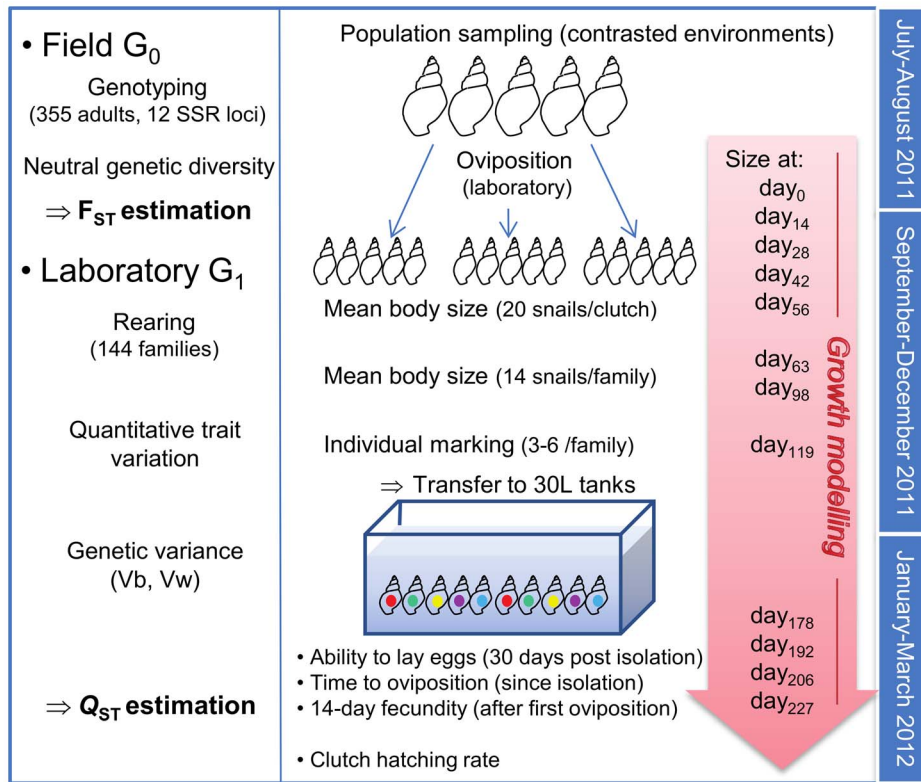 • Field G0
Genotyping
(355 adults, 12 SSR loci)
Neutral genetic diversity
⇒ FST estimation
• Laboratory G1
Rearing
(144 families)
Quantitative trait
variation
Genetic variance
(Vb, Vw)
⇒ QST estimation
Population sampling (contrasted environments)
Oviposition
(laboratory)
Mean body size (20 snails/clutch)
Mean body size (14 snails/family)
Individual marking (3-6 /family)
⇒ Transfer to 30L tanks
• Ability to lay eggs (30 days post isolation)
• Time to oviposition (since isolation)
• 14-day fecundity (after first oviposition)
• Clutch hatching rate
Size at:
day0
day14
day28
day42
day56
day63
day98
day119
day178
day192
day206
day227
Growth modelling
July-August 2011
September-December 2011
January-March 2012